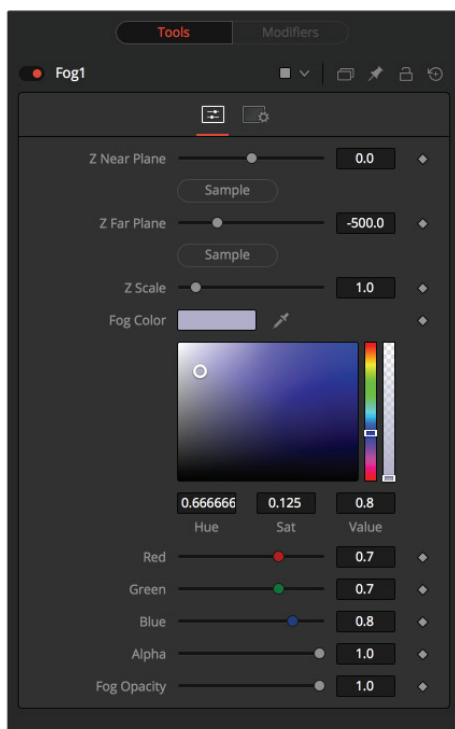 Tools Modifiers
Fog1
Z Near Plane 0.0
Sample
Z Far Plane -500.0
Sample
Z Scale 1.0
Fog Color
0.666666 0.125 0.8
Hue Sat Value
Red 0.7
Green 0.7
Blue 0.8
Alpha 1.0
Fog Opacity 1.0